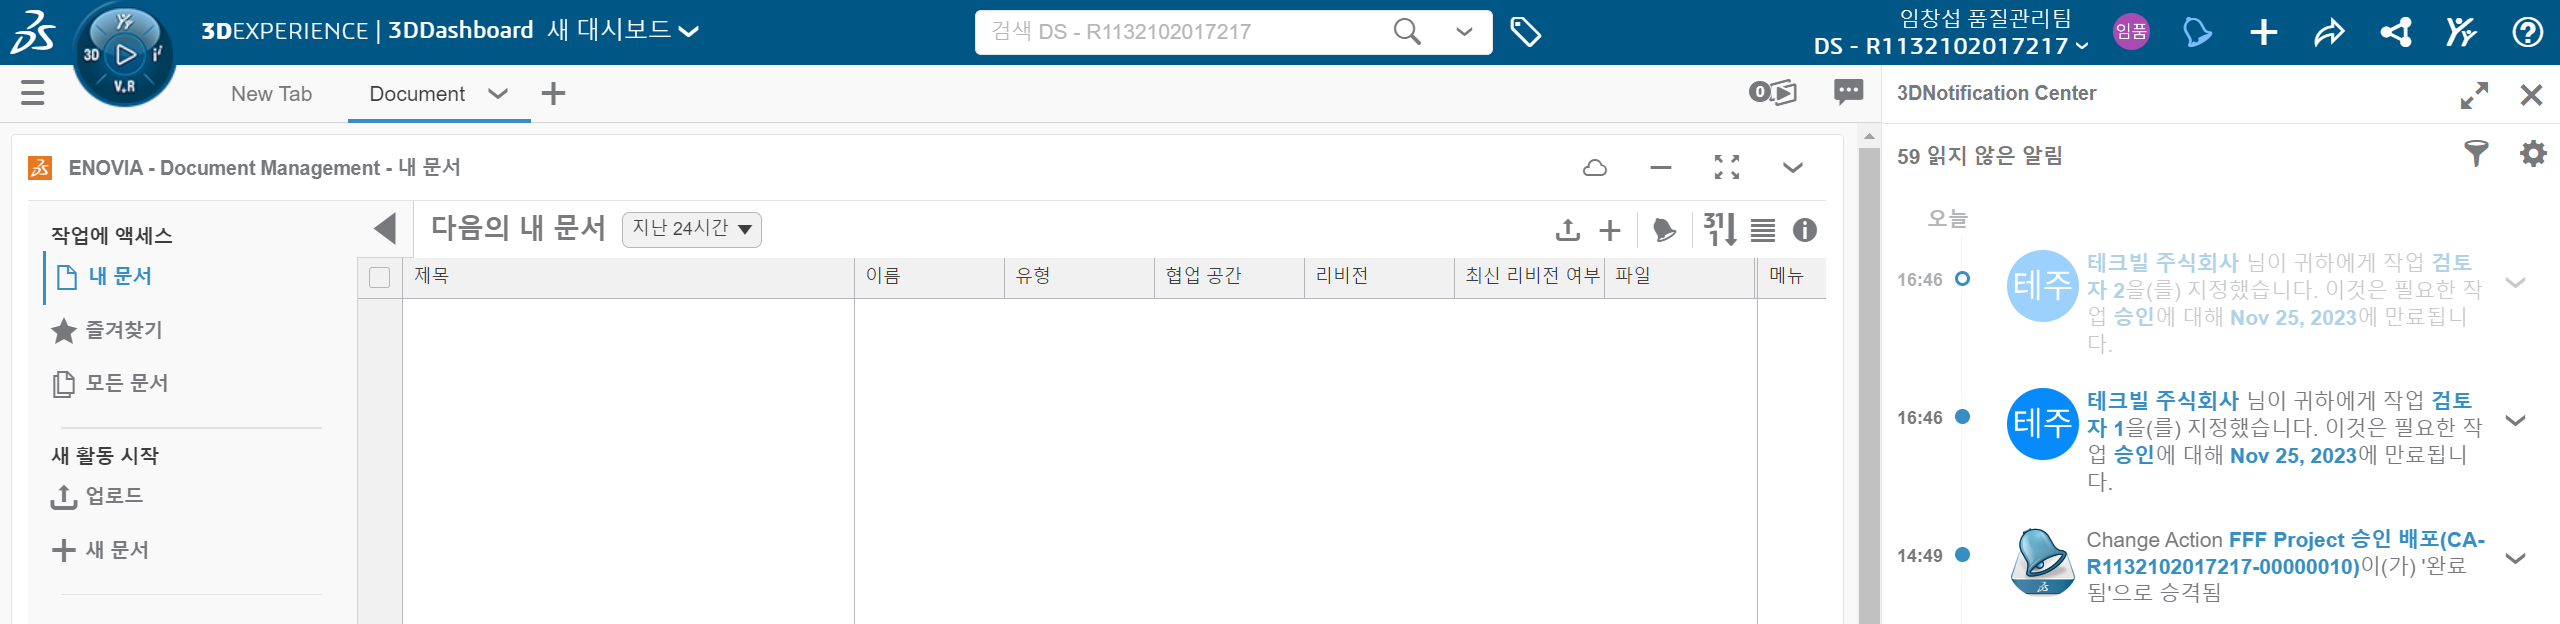 3DEXPERIENCE | 3DDashboard 새 대시보드
검색 DS - R1132102017217
임창섭 품질관리팀
DS - R1132102017217
임품
3D
V.R
New Tab
Document
0
3DNotification Center
ENOVIA - Document Management - 내 문서
59 읽지 않은 알림
작업에 액세스
내 문서
즐겨찾기
모든 문서
새 활동 시작
업로드
새 문서
다음의 내 문서
지난 24시간
31
1
제목 이름 유형 협업 공간 리비전 최신 리비전 여부 파일 메뉴
오늘
16:46
테주
테크빌 주식회사 님이 귀하에게 작업 검토
자 2을(를) 지정했습니다. 이것은 필요한 작
업 승인에 대해 Nov 25, 2023에 만료됩니
다.
16:46
테주
테크빌 주식회사 님이 귀하에게 작업 검토
자 1을(를) 지정했습니다. 이것은 필요한 작
업 승인에 대해 Nov 25, 2023에 만료됩니
다.
14:49
Change Action FFF Project 승인 배포(CA-
R1132102017217-00000010)이(가) '완료
됨'으로 승격됨